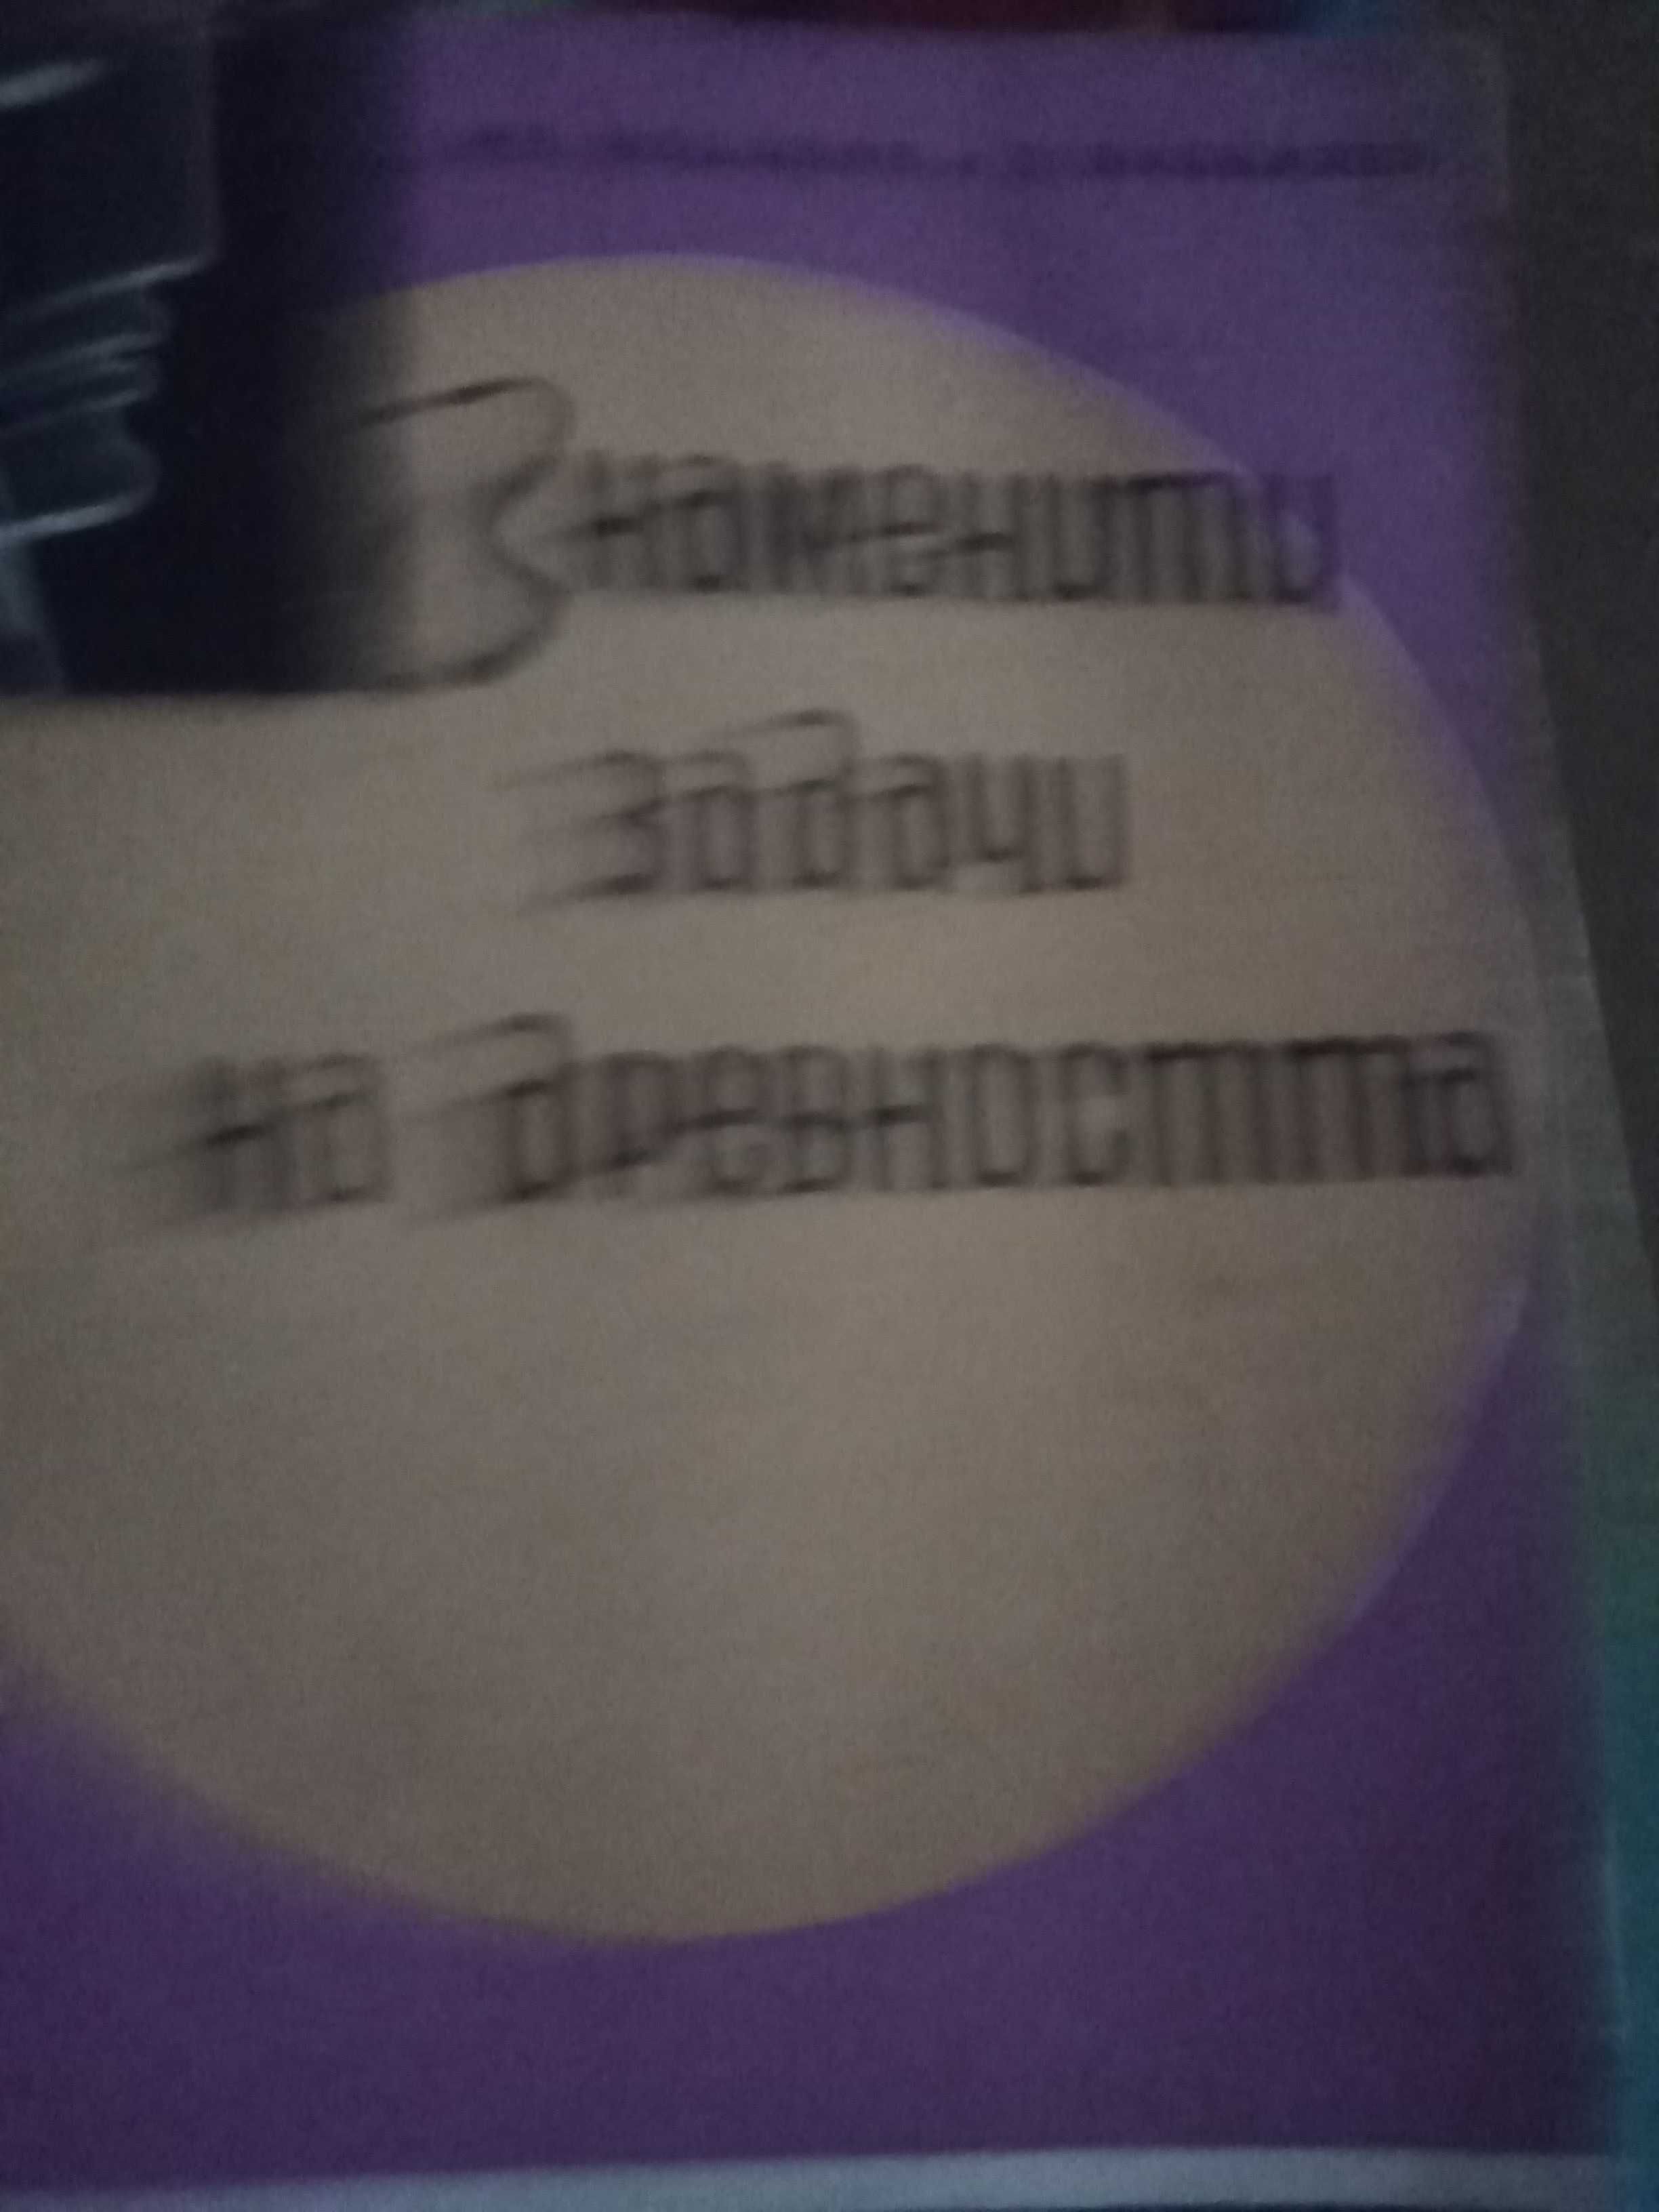 Знаменити
задачи
на древността